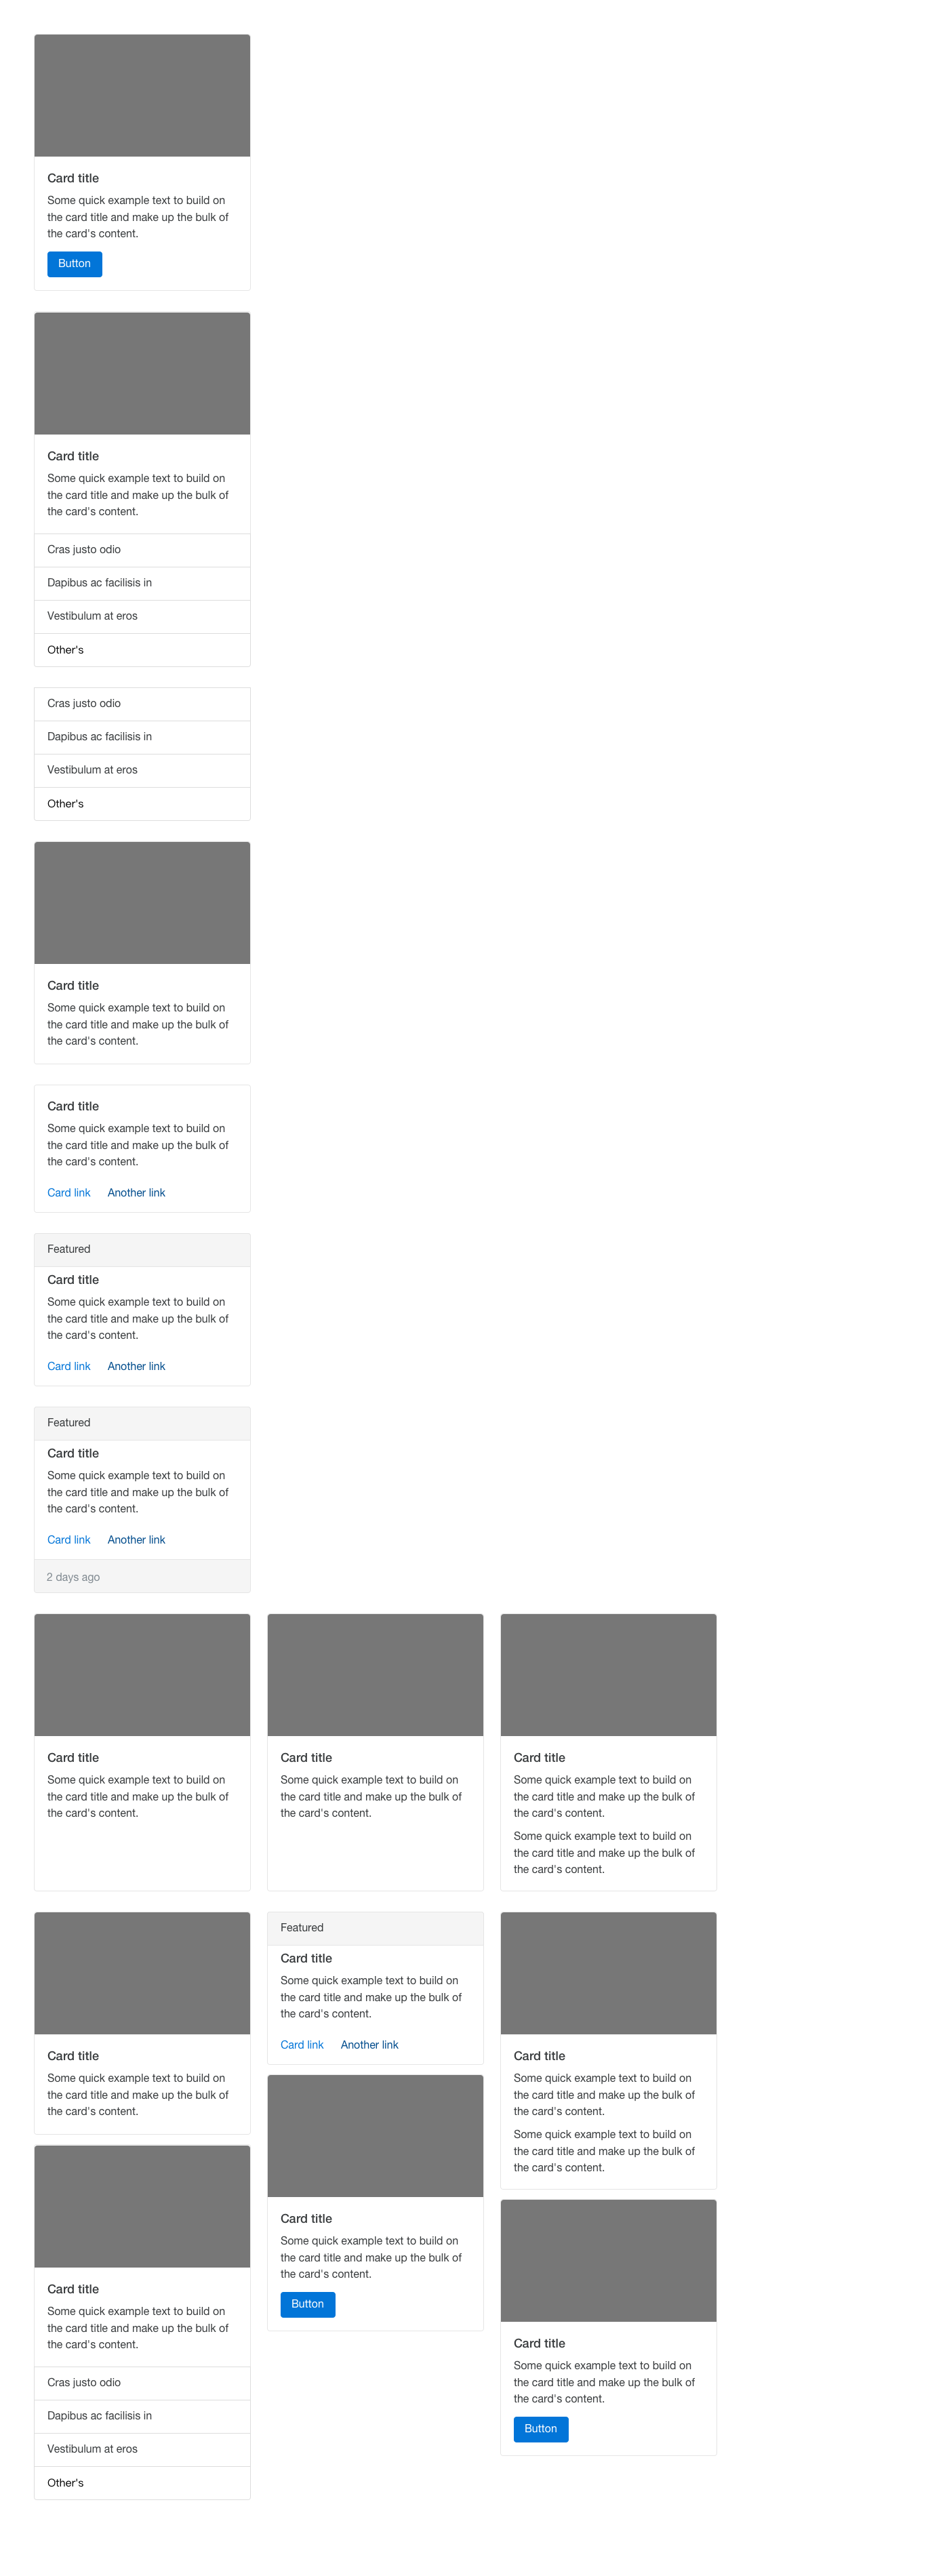 Card title
Some quick example text to build on
the card title and make up the bulk of
the card's content.
Button
Card title
Some quick example text to build on
the card title and make up the bulk of
the card's content.
Cras justo odio
Dapibus ac facilisis in
Vestibulum at eros
Other's
Cras justo odio
Dapibus ac facilisis in
Vestibulum at eros
Other's
Card title
Some quick example text to build on
the card title and make up the bulk of
the card's content.
Card title
Some quick example text to build on
the card title and make up the bulk of
the card's content.
Card link Another link
Featured
Card title
Some quick example text to build on
the card title and make up the bulk of
the card's content.
Card link Another link
Featured
Card title
Some quick example text to build on
the card title and make up the bulk of
the card's content.
Card link Another link
2 days ago
Card title
Some quick example text to build on
the card title and make up the bulk of
the card's content.
Card title
Some quick example text to build on
the card title and make up the bulk of
the card's content.
Card title
Some quick example text to build on
the card title and make up the bulk of
the card's content.
Some quick example text to build on
the card title and make up the bulk of
the card's content.
Card title
Some quick example text to build on
the card title and make up the bulk of
the card's content.
Card title
Some quick example text to build on
the card title and make up the bulk of
the card's content.
Cras justo odio
Dapibus ac facilisis in
Vestibulum at eros
Other's
Featured
Card title
Some quick example text to build on
the card title and make up the bulk of
the card's content.
Card link Another link
Card title
Some quick example text to build on
the card title and make up the bulk of
the card's content.
Button
Card title
Some quick example text to build on
the card title and make up the bulk of
the card's content.
Some quick example text to build on
the card title and make up the bulk of
the card's content.
Card title
Some quick example text to build on
the card title and make up the bulk of
the card's content.
Button